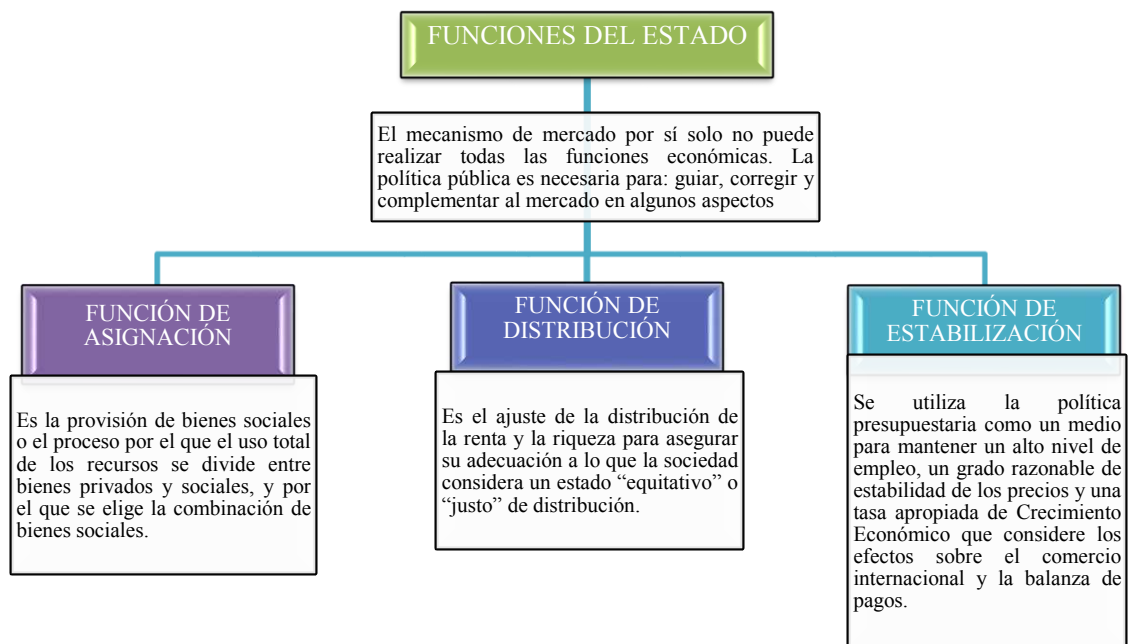 FUNCIONES DEL ESTADO
El mecanismo de mercado por sí solo no puede
realizar todas las funciones económicas. La
política pública es necesaria para: guiar, corregir y
complementar al mercado en algunos aspectos
FUNCIÓN DE
ASIGNACIÓN
Es la provisión de bienes sociales
o el proceso por el que el uso total
de los recursos se divide entre
bienes privados y sociales, y por
el que se elige la combinación de
bienes sociales.
FUNCIÓN DE
DISTRIBUCIÓN
Es el ajuste de la distribución de
la renta y la riqueza para asegurar
su adecuación a lo que la sociedad
considera un estado “equitativo” o
“justo” de distribución.
FUNCIÓN DE
ESTABILIZACIÓN
Se utiliza la política
presupuestaria como un medio
para mantener un alto nivel de
empleo, un grado razonable de
estabilidad de los precios y una
tasa apropiada de Crecimiento
Económico que considere los
efectos sobre el comercio
internacional y la balanza de
pagos.